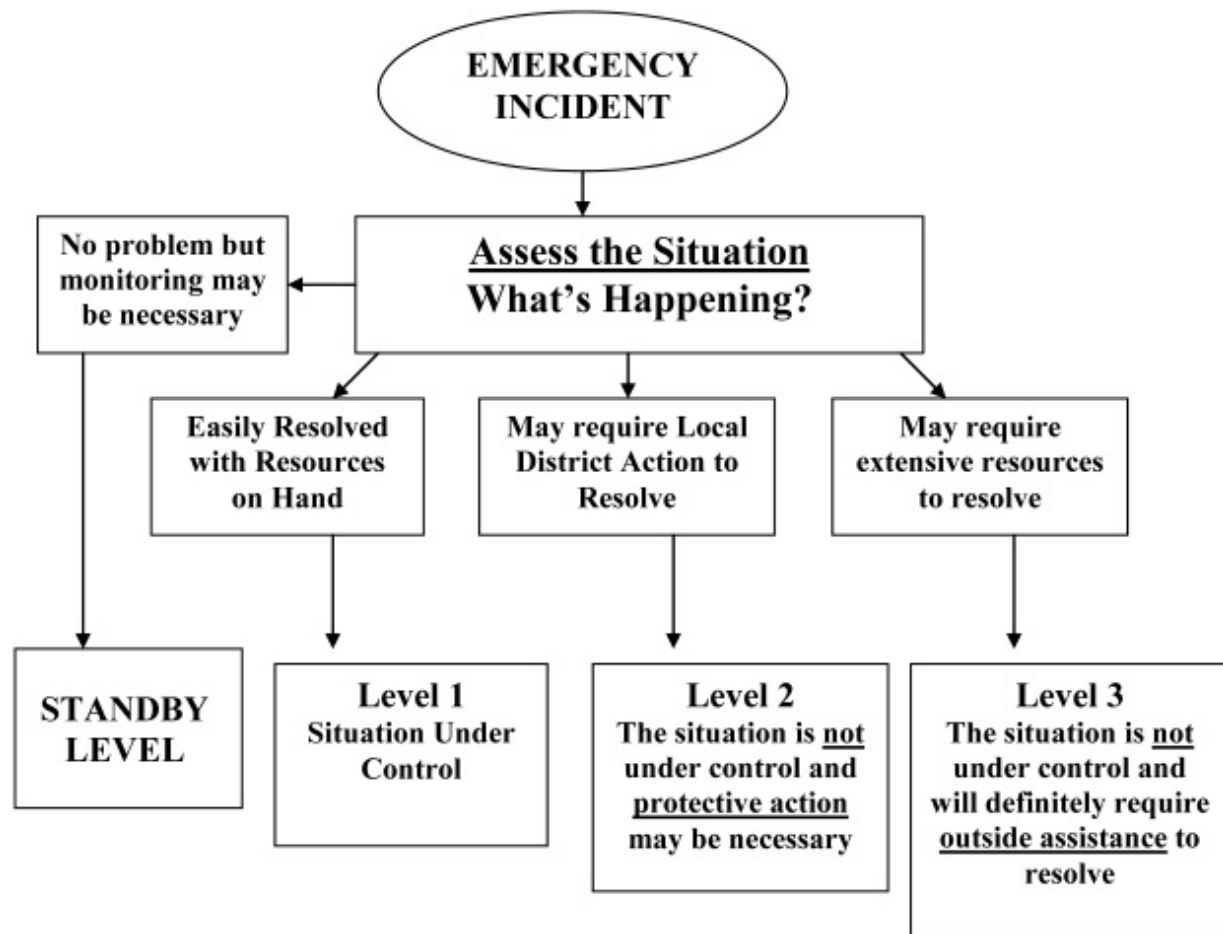 EMERGENCY
INCIDENT
Assess the Situation
What's Happening?
No problem but
monitoring may
be necessary
Easily Resolved
with Resources
on Hand
May require Local
District Action to
Resolve
May require
extensive resources
to resolve
STANDBY
LEVEL
Level 1
Situation Under
Control
Level 2
The situation is not
under control and
protective action
may be necessary
Level 3
The situation is not
under control and
will definitely require
outside assistance to
resolve